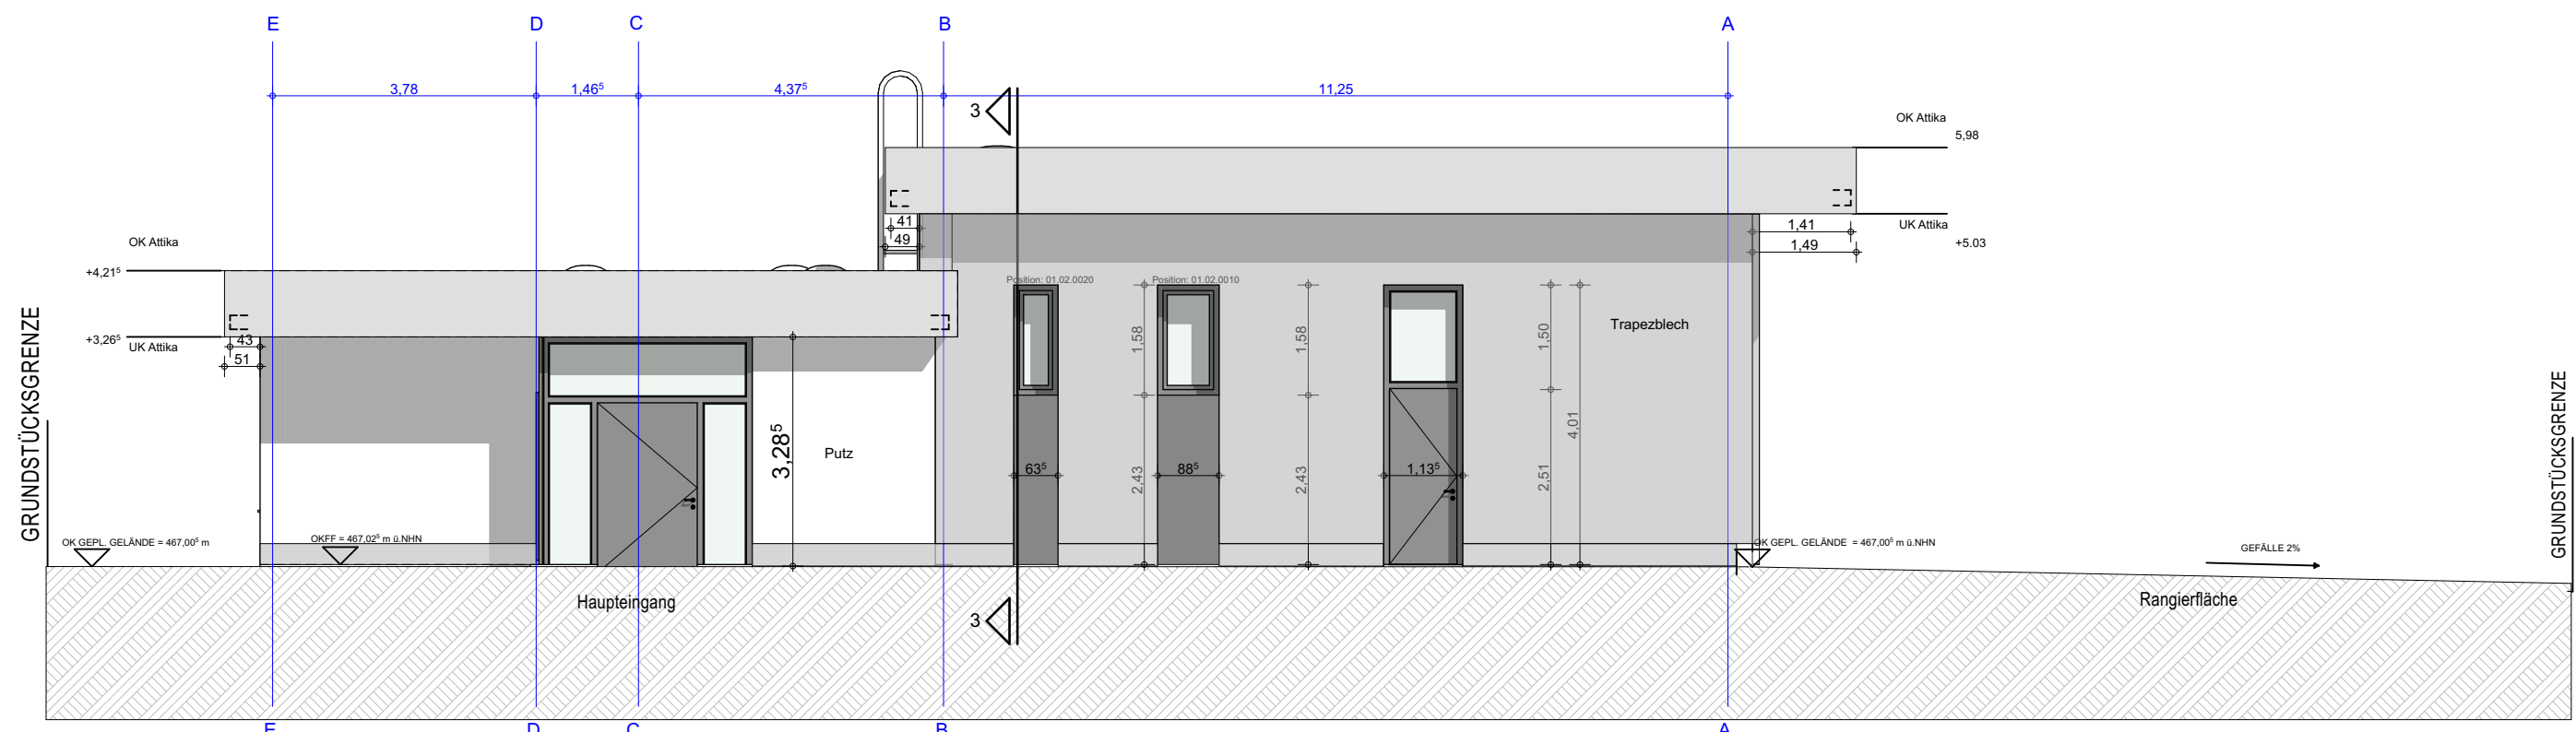 E D C B A
3,78 1,46⁵ 4,37⁵ 11,25
3
OK Attika
5,98
41
49
1,41
1,49
UK Attika
+5.03
OK Attika
+4,21⁵
+3,26⁵
UK Attika
43
51
Position: 01.02.0020 Position: 01.02.0010
Trapezblech
1,58 1,58 1,50
4,01
3,28⁵
Putz
63⁵ 88⁵ 1,13⁵
2,43 2,43 2,51
GRUNDSTÜCKSGRENZE
GRUNDSTÜCKSGRENZE
OK GEPL. GELÄNDE = 467,00⁵ m
OKFF = 467,02⁵ m ü.NHN
OK GEPL. GELÄNDE = 467,00⁵ m ü.NHN
GEFÄLLE 2%
Haupteingang
Rangierfläche
3
E D C B A